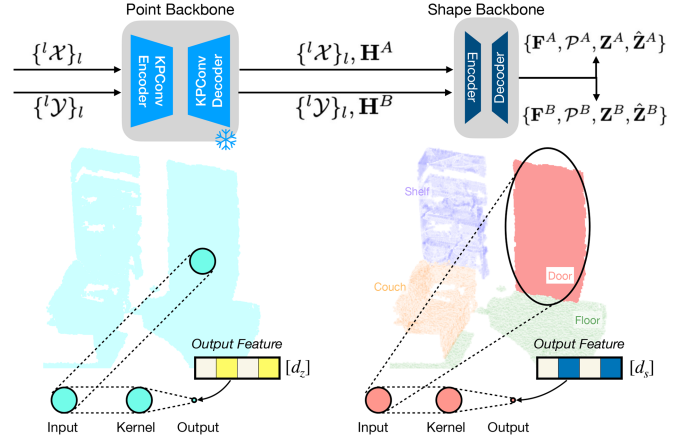 Point Backbone
Shape Backbone
{ˡ𝒳}ₗ
{ˡ𝒴}ₗ
KPConv Encoder
KPConv Decoder
{ˡ𝒳}ₗ, Hᴬ
{ˡ𝒴}ₗ, Hᴮ
Encoder
Decoder
{Fᴬ, 𝒫ᴬ, Zᴬ, Ẑᴬ}
{Fᴮ, 𝒫ᴮ, Zᴮ, Ẑᴮ}
Shelf
Couch
Door
Floor
Output Feature
[d_z]
Input
Kernel
Output
Output Feature
[d_s]
Input
Kernel
Output